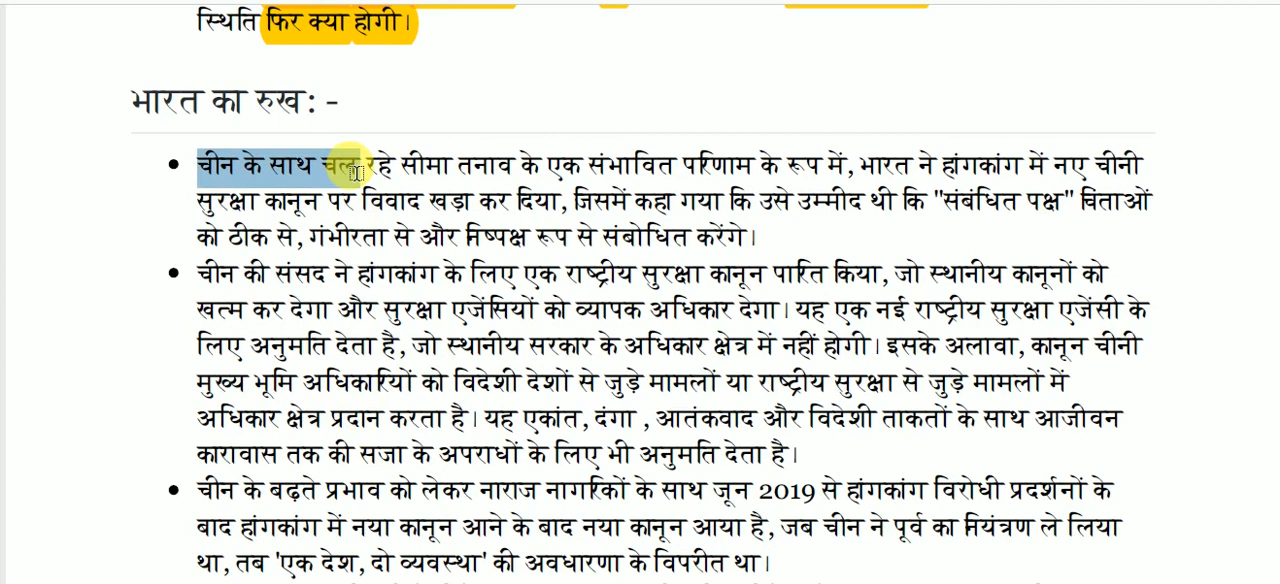 स्थिति फिर क्या होगी।
भारत का रुख: -
• चीन के साथ चल रहे सीमा तनाव के एक संभावित परिणाम के रूप में, भारत ने हांगकांग में नए चीनी
सुरक्षा कानून पर विवाद खड़ा कर दिया, जिसमें कहा गया कि उसे उम्मीद थी कि "संबंधित पक्ष" चिंताओं
को ठीक से, गंभीरता से और निष्पक्ष रूप से संबोधित करेंगे।
• चीन की संसद ने हांगकांग के लिए एक राष्ट्रीय सुरक्षा कानून पारित किया, जो स्थानीय कानूनों को
खत्म कर देगा और सुरक्षा एजेंसियों को व्यापक अधिकार देगा। यह एक नई राष्ट्रीय सुरक्षा एजेंसी के
लिए अनुमति देता है, जो स्थानीय सरकार के अधिकार क्षेत्र में नहीं होगी। इसके अलावा, कानून चीनी
मुख्य भूमि अधिकारियों को विदेशी देशों से जुड़े मामलों या राष्ट्रीय सुरक्षा से जुड़े मामलों में
अधिकार क्षेत्र प्रदान करता है। यह एकांत, दंगा , आतंकवाद और विदेशी ताकतों के साथ आजीवन
कारावास तक की सजा के अपराधों के लिए भी अनुमति देता है।
• चीन के बढ़ते प्रभाव को लेकर नाराज नागरिकों के साथ जून 2019 से हांगकांग विरोधी प्रदर्शनों के
बाद हांगकांग में नया कानून आने के बाद नया कानून आया है, जब चीन ने पूर्व का नियंत्रण ले लिया
था, तब 'एक देश, दो व्यवस्था' की अवधारणा के विपरीत था।